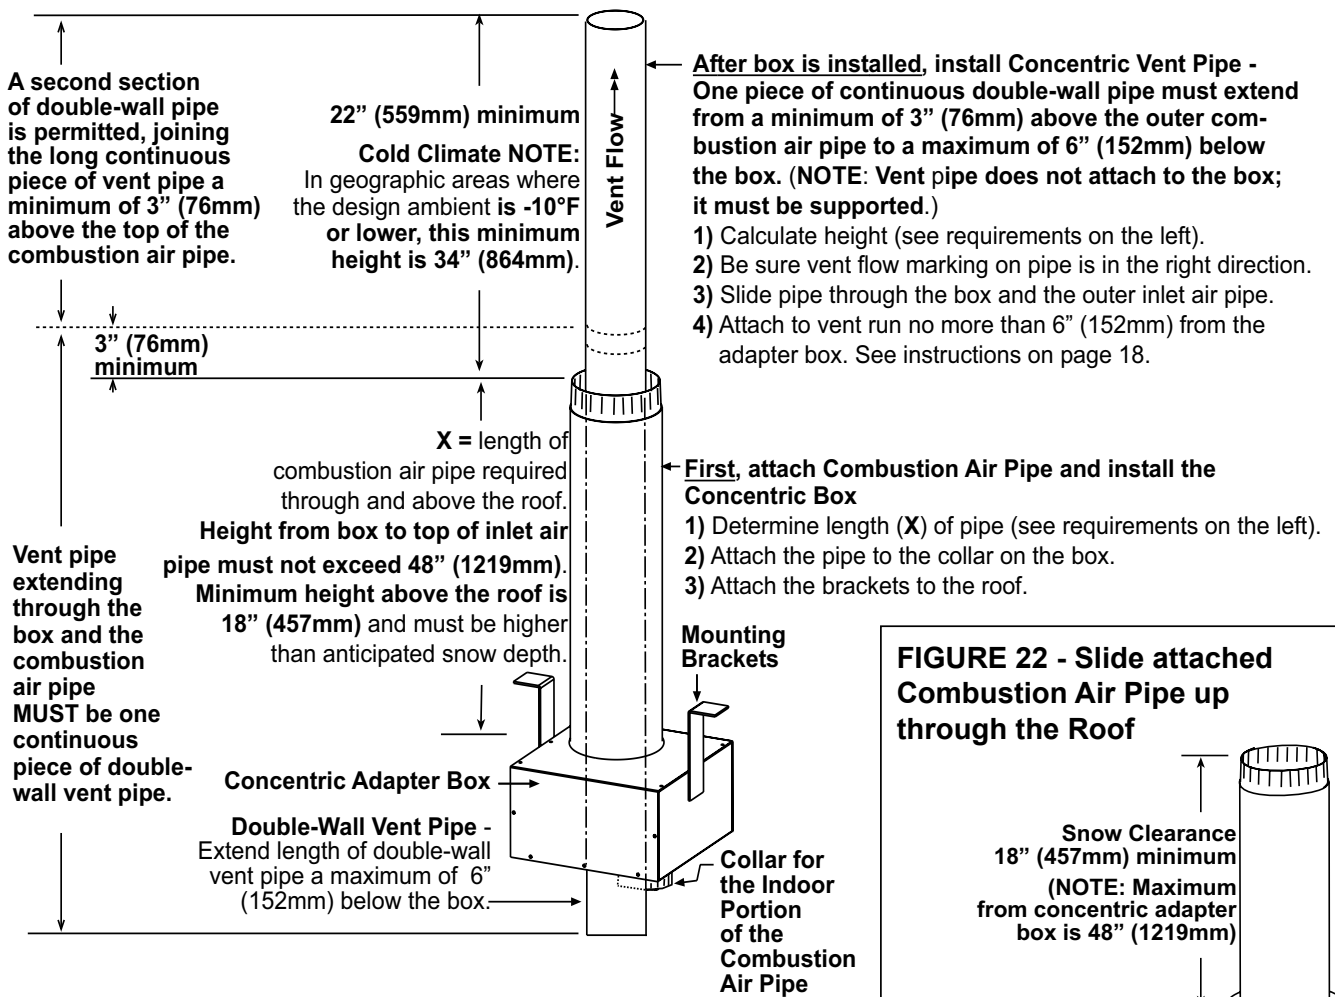 A second section
of double-wall pipe
is permitted, joining
the long continuous
piece of vent pipe a
minimum of 3” (76mm)
above the top of the
combustion air pipe.
22” (559mm) minimum
Cold Climate NOTE:
In geographic areas where
the design ambient is -10°F
or lower, this minimum
height is 34” (864mm).
Vent Flow
After box is installed, install Concentric Vent Pipe -
One piece of continuous double-wall pipe must extend
from a minimum of 3” (76mm) above the outer com-
bustion air pipe to a maximum of 6” (152mm) below
the box. (NOTE: Vent pipe does not attach to the box;
it must be supported.)
1) Calculate height (see requirements on the left).
2) Be sure vent flow marking on pipe is in the right direction.
3) Slide pipe through the box and the outer inlet air pipe.
4) Attach to vent run no more than 6” (152mm) from the
adapter box. See instructions on page 18.
3” (76mm)
minimum
X = length of
combustion air pipe required
through and above the roof.
Height from box to top of inlet air
pipe must not exceed 48” (1219mm).
Minimum height above the roof is
18” (457mm) and must be higher
than anticipated snow depth.
First, attach Combustion Air Pipe and install the
Concentric Box
1) Determine length (X) of pipe (see requirements on the left).
2) Attach the pipe to the collar on the box.
3) Attach the brackets to the roof.
Vent pipe
extending
through the
box and the
combustion
air pipe
MUST be one
continuous
piece of double-
wall vent pipe.
Mounting
Brackets
Concentric Adapter Box
Double-Wall Vent Pipe -
Extend length of double-wall
vent pipe a maximum of 6”
(152mm) below the box.
Collar for
the Indoor
Portion
of the
Combustion
Air Pipe
FIGURE 22 - Slide attached
Combustion Air Pipe up
through the Roof
Snow Clearance
18” (457mm) minimum
(NOTE: Maximum
from concentric adapter
box is 48” (1219mm)